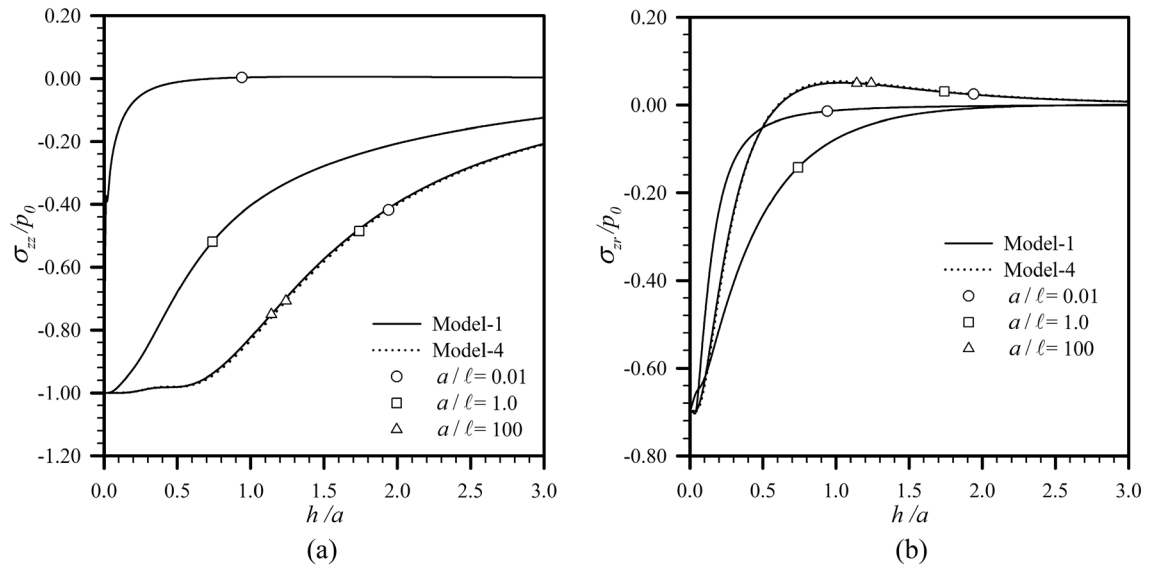 0.20
0.00
-0.20
-0.40
-0.60
-0.80
-1.00
-1.20
σzz/p0
0.0 0.5 1.0 1.5 2.0 2.5 3.0
h/a
Model-1
Model-4
a/ℓ= 0.01
a/ℓ= 1.0
a/ℓ= 100
(a)
0.20
0.00
-0.20
-0.40
-0.60
-0.80
σzr/p0
0.0 0.5 1.0 1.5 2.0 2.5 3.0
h/a
Model-1
Model-4
a/ℓ= 0.01
a/ℓ= 1.0
a/ℓ= 100
(b)